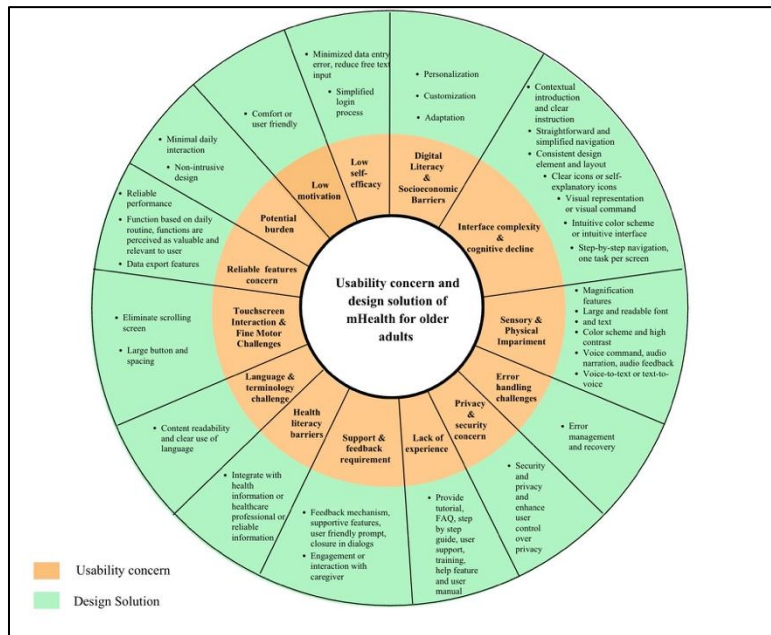 Usability concern and
design solution of
mHealth for older
adults
Digital
Literacy
&
Socioeconomic
Barriers
• Personalization
• Customization
• Adaptation
Interface complexity
&
cognitive decline
• Contextual
introduction
and clear
instruction
• Straightforward and
simplified navigation
• Consistent design
element and layout
• Clear icons or self-
explanatory icons
• Visual representation
or visual command
• Intuitive color scheme
or intuitive interface
• Step-by-step navigation,
one task per screen
Sensory &
Physical
Impariment
• Magnification
features
• Large and readable font
• and text
• Color scheme and high
contrast
• Voice command, audio
narration, audio feedback
• Voice-to-text or text-to-
voice
Error
handling
challenges
• Error
management
and recovery
Privacy
&
security
concern
• Security
and
privacy
and
enhance
user
control
over
privacy
Lack of
experience
• Provide
tutorial,
FAQ, step
by step
guide, user
support,
training,
help feature
and user
manual
Support &
feedback
requirement
• Feedback mechanism,
supportive features,
user friendly prompt,
closure in dialogs
• Engagement or
interaction with
caregiver
Health
literacy
barriers
• Integrate with
health
information or
healthcare
professional or
reliable
information
Language &
terminology
challenge
• Content readability
and clear use of
language
Touchscreen
Interaction &
Fine Motor
Challenges
• Eliminate scrolling
screen
• Large button and
spacing
Reliable features
concern
• Reliable
performance
• Function based on daily
routine, functions are
perceived as valuable and
relevant to user
• Data export features
Potential
burden
• Minimal daily
interaction
• Non-intrusive
design
Low
motivation
• Comfort or
user friendly
Low
self-
efficacy
• Minimized data entry
error, reduce free text
input
• Simplified
login
process
Usability concern
Design Solution